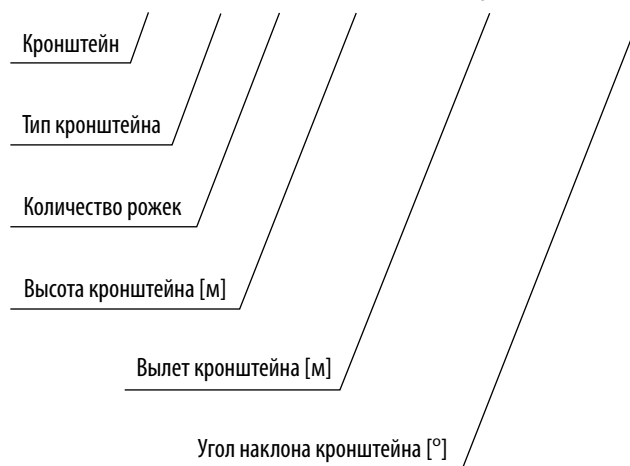 Кронштейн
Тип кронштейна
Количество рожек
Высота кронштейна [м]
Вылет кронштейна [м]
Угол наклона кронштейна [°]